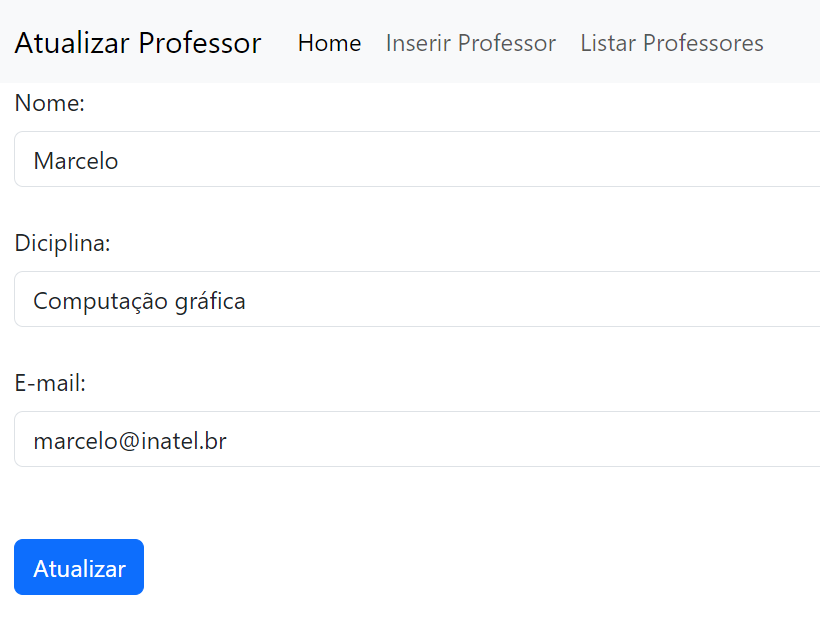 Atualizar Professor Home Inserir Professor Listar Professores
Nome:
Marcelo
Diciplina:
Computação gráfica
E-mail:
marcelo@inatel.br
Atualizar